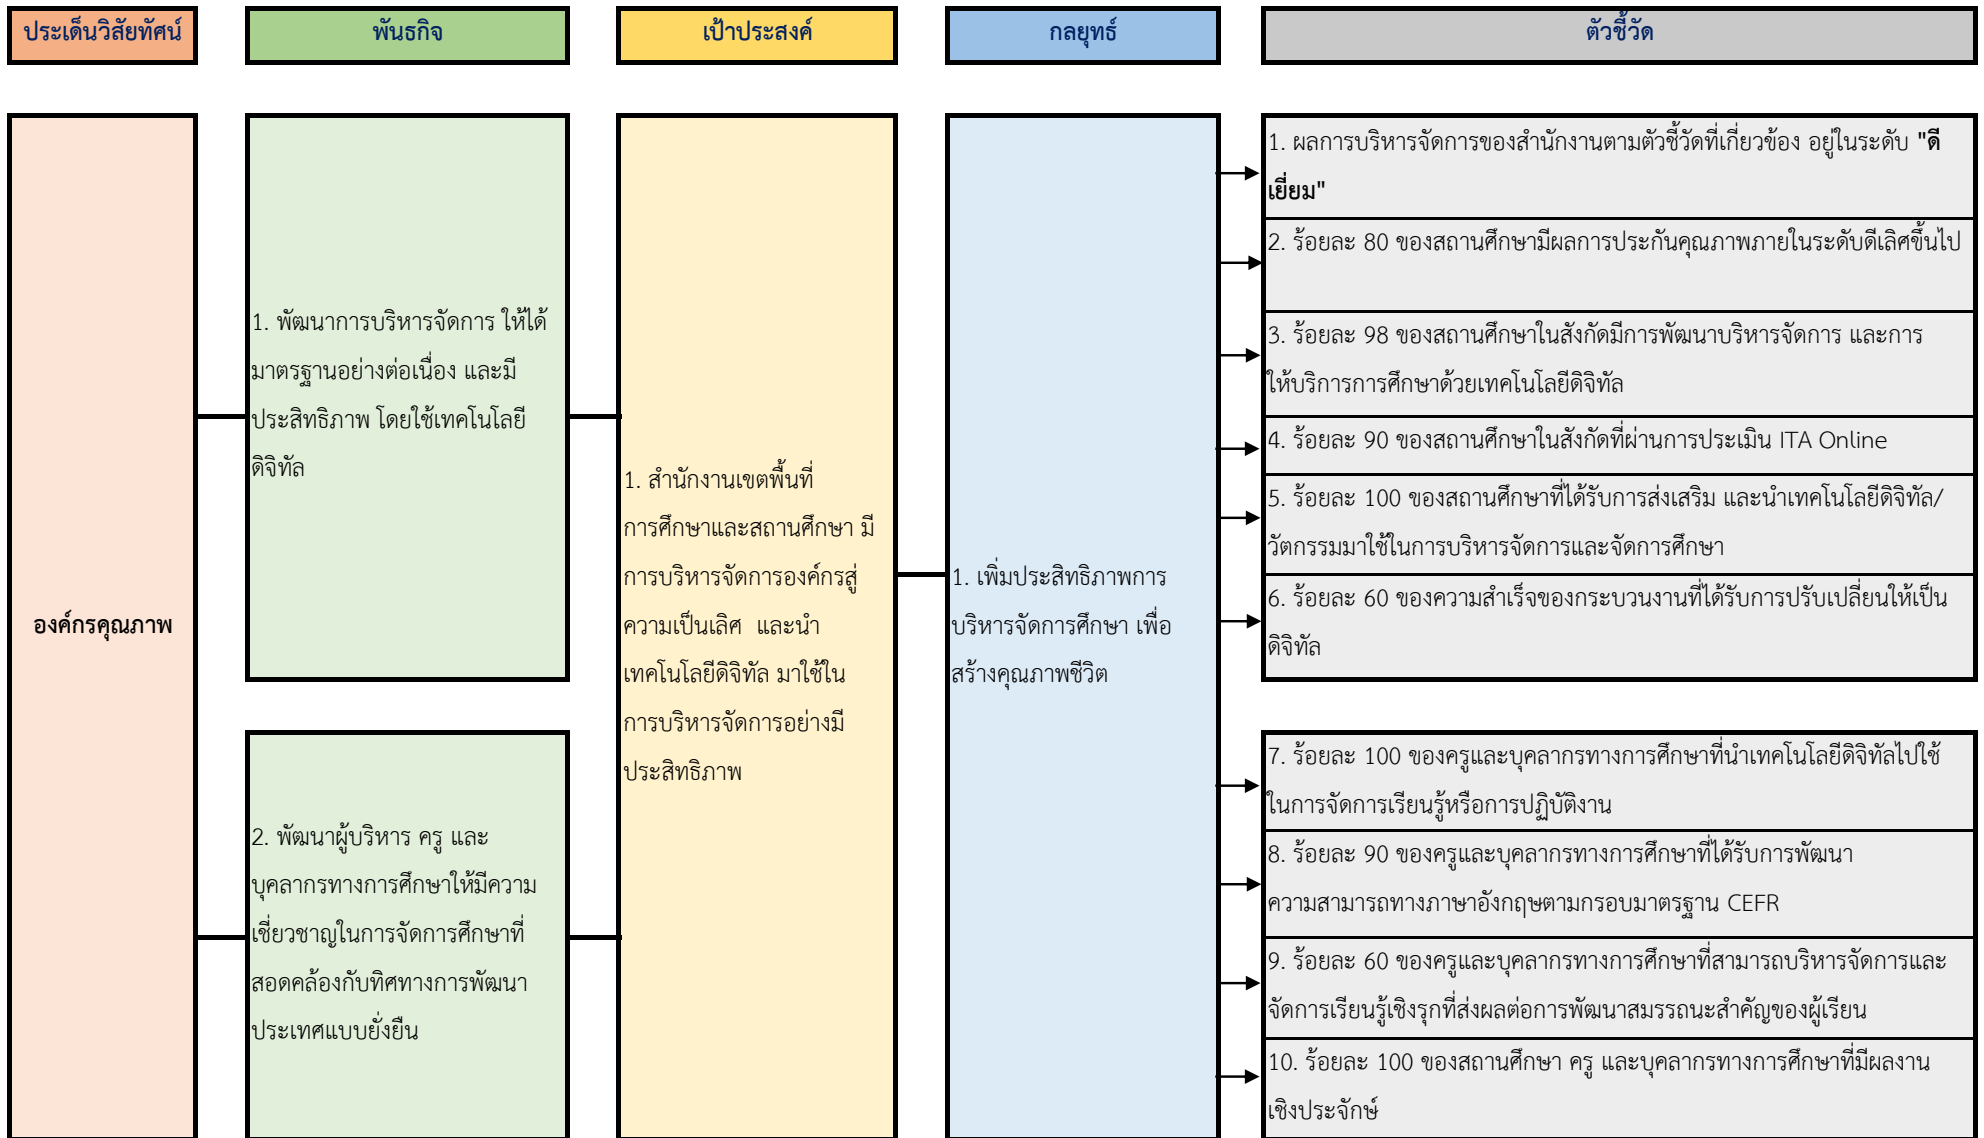 ประเด็นวิสัยทัศน์
พันธกิจ
เป้าประสงค์
กลยุทธ์
ตัวชี้วัด
องค์กรคุณภาพ
1. พัฒนาการบริหารจัดการ ให้ได้
มาตรฐานอย่างต่อเนื่อง และมี
ประสิทธิภาพ โดยใช้เทคโนโลยี
ดิจิทัล
2. พัฒนาผู้บริหาร ครู และ
บุคลากรทางการศึกษาให้มีความ
เชี่ยวชาญในการจัดการศึกษาที่
สอดคล้องกับทิศทางการพัฒนา
ประเทศแบบยั่งยืน
1. สำนักงานเขตพื้นที่
การศึกษาและสถานศึกษา มี
การบริหารจัดการองค์กรสู่
ความเป็นเลิศ  และนำ
เทคโนโลยีดิจิทัล มาใช้ใน
การบริหารจัดการอย่างมี
ประสิทธิภาพ
1. เพิ่มประสิทธิภาพการ
บริหารจัดการศึกษา เพื่อ
สร้างคุณภาพชีวิต
1. ผลการบริหารจัดการของสำนักงานตามตัวชี้วัดที่เกี่ยวข้อง อยู่ในระดับ "ดี
เยี่ยม"
2. ร้อยละ 80 ของสถานศึกษามีผลการประกันคุณภาพภายในระดับดีเลิศขึ้นไป
3. ร้อยละ 98 ของสถานศึกษาในสังกัดมีการพัฒนาบริหารจัดการ และการ
ให้บริการการศึกษาด้วยเทคโนโลยีดิจิทัล
4. ร้อยละ 90 ของสถานศึกษาในสังกัดที่ผ่านการประเมิน ITA Online
5. ร้อยละ 100 ของสถานศึกษาที่ได้รับการส่งเสริม และนำเทคโนโลยีดิจิทัล/
วัตกรรมมาใช้ในการบริหารจัดการและจัดการศึกษา
6. ร้อยละ 60 ของความสำเร็จของกระบวนงานที่ได้รับการปรับเปลี่ยนให้เป็น
ดิจิทัล
7. ร้อยละ 100 ของครูและบุคลากรทางการศึกษาที่นำเทคโนโลยีดิจิทัลไปใช้
ในการจัดการเรียนรู้หรือการปฏิบัติงาน
8. ร้อยละ 90 ของครูและบุคลากรทางการศึกษาที่ได้รับการพัฒนา
ความสามารถทางภาษาอังกฤษตามกรอบมาตรฐาน CEFR
9. ร้อยละ 60 ของครูและบุคลากรทางการศึกษาที่สามารถบริหารจัดการและ
จัดการเรียนรู้เชิงรุกที่ส่งผลต่อการพัฒนาสมรรถนะสำคัญของผู้เรียน
10. ร้อยละ 100 ของสถานศึกษา ครู และบุคลากรทางการศึกษาที่มีผลงาน
เชิงประจักษ์